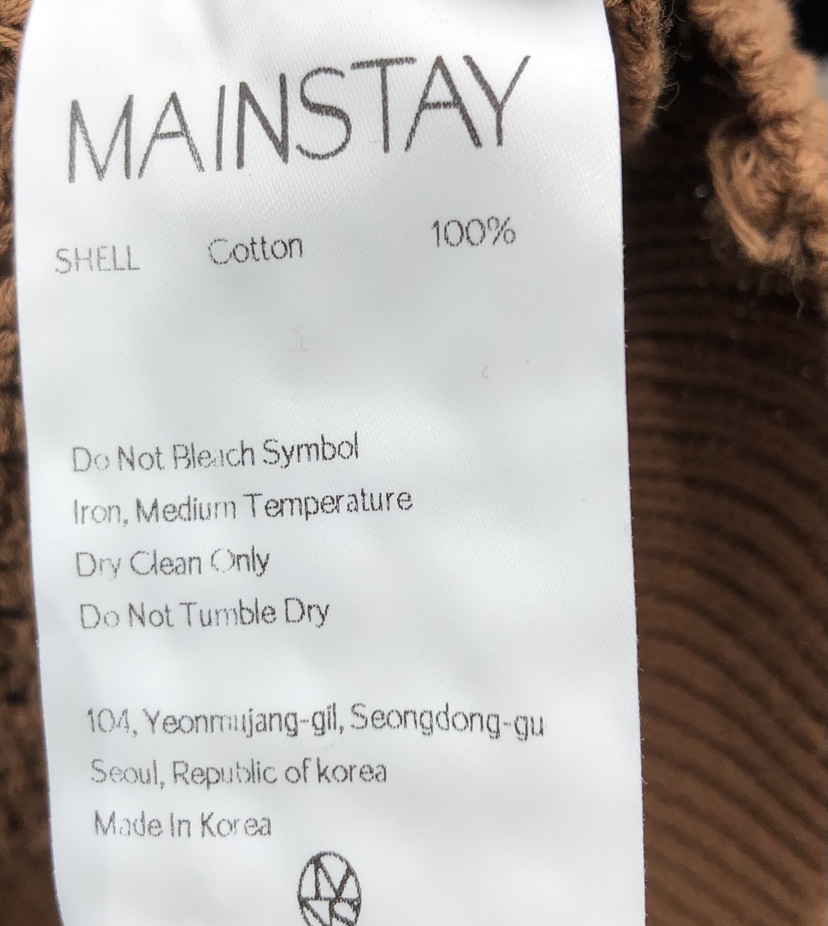 MAINSTAY
SHELL Cotton 100%
Do Not Bleach Symbol
Iron, Medium Temperature
Dry Clean Only
Do Not Tumble Dry
104, Yeonmujang-gil, Seongdong-gu
Seoul, Republic of korea
Made In Korea